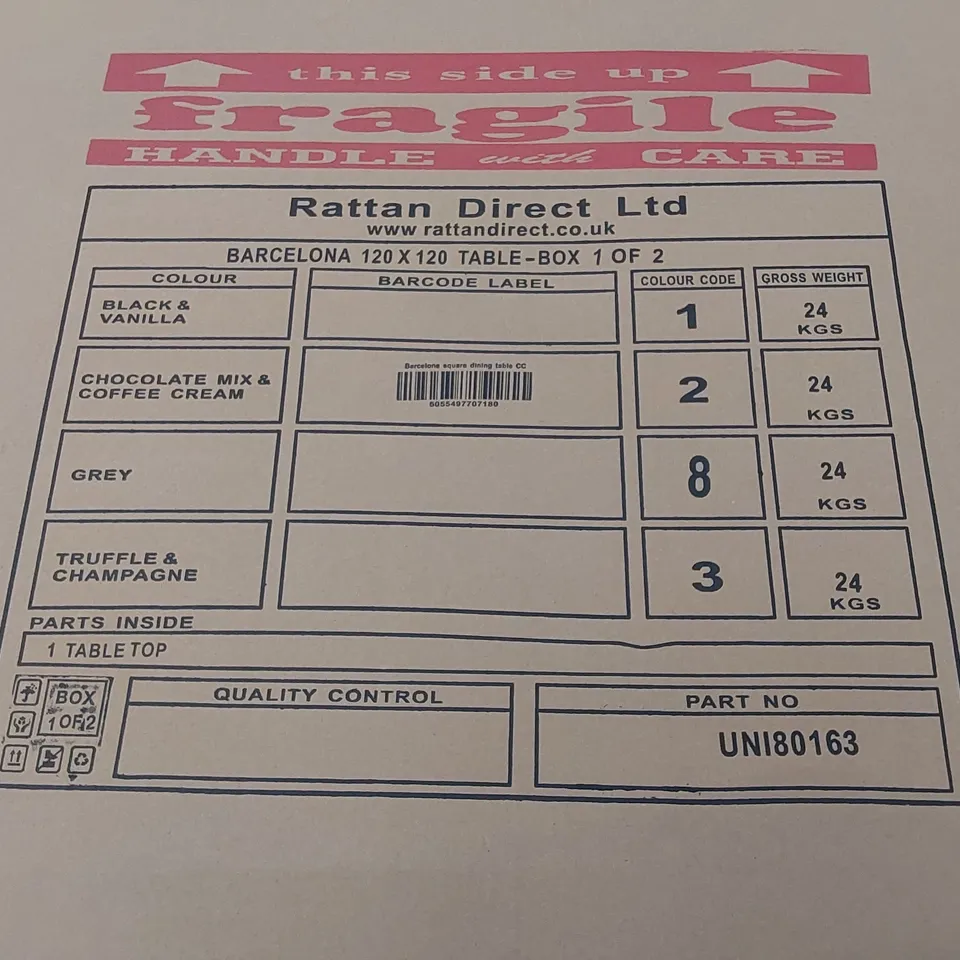 this side up
fragile
HANDLE with CARE
Rattan Direct Ltd
www.rattandirect.co.uk
BARCELONA 120 X 120 TABLE-BOX 1 OF 2
COLOUR BARCODE LABEL COLOUR CODE GROSS WEIGHT
BLACK &
VANILLA
1
24
KGS
CHOCOLATE MIX &
COFFEE CREAM
Barcelona square dining table CC
5055497707180
2
24
KGS
GREY
8
24
KGS
TRUFFLE &
CHAMPAGNE
3
24
KGS
PARTS INSIDE
1 TABLE TOP
BOX
1 OF 2
QUALITY CONTROL
PART NO
UNI80163